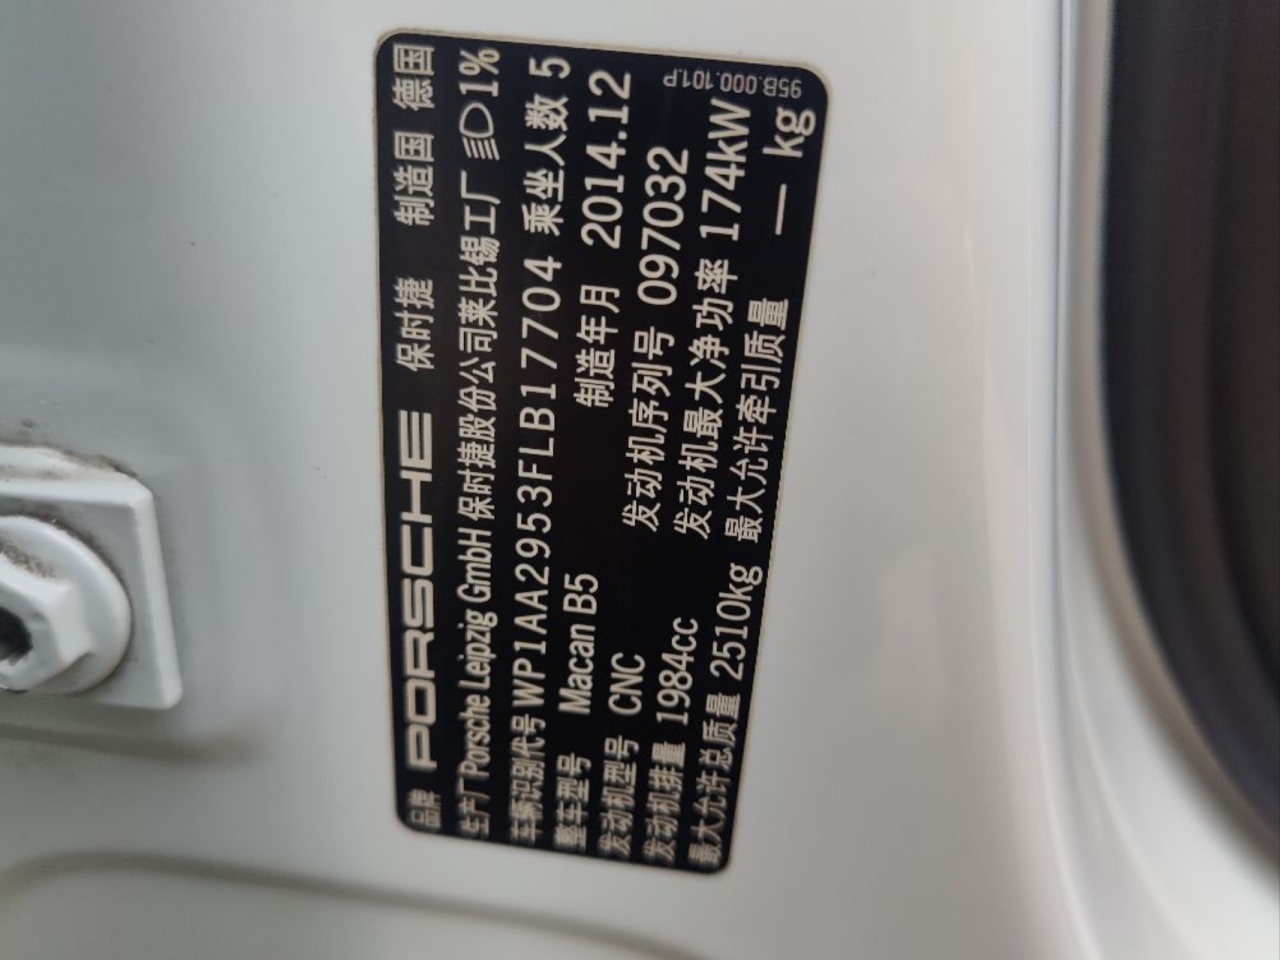 品牌 PORSCHE 保时捷 制造国 德国
生产厂 Porsche Leipzig GmbH 保时捷股份公司莱比锡工厂 1%
车辆识别代号 WP1AA2953FLB17704 乘坐人数 5
整车型号 Macan B5 制造年月 2014.12
发动机型号 CNC 发动机序列号 097032
发动机排量 1984cc 发动机最大净功率 174kW
最大允许总质量 2510kg 最大允许牵引质量 — kg
95B.000.101.P